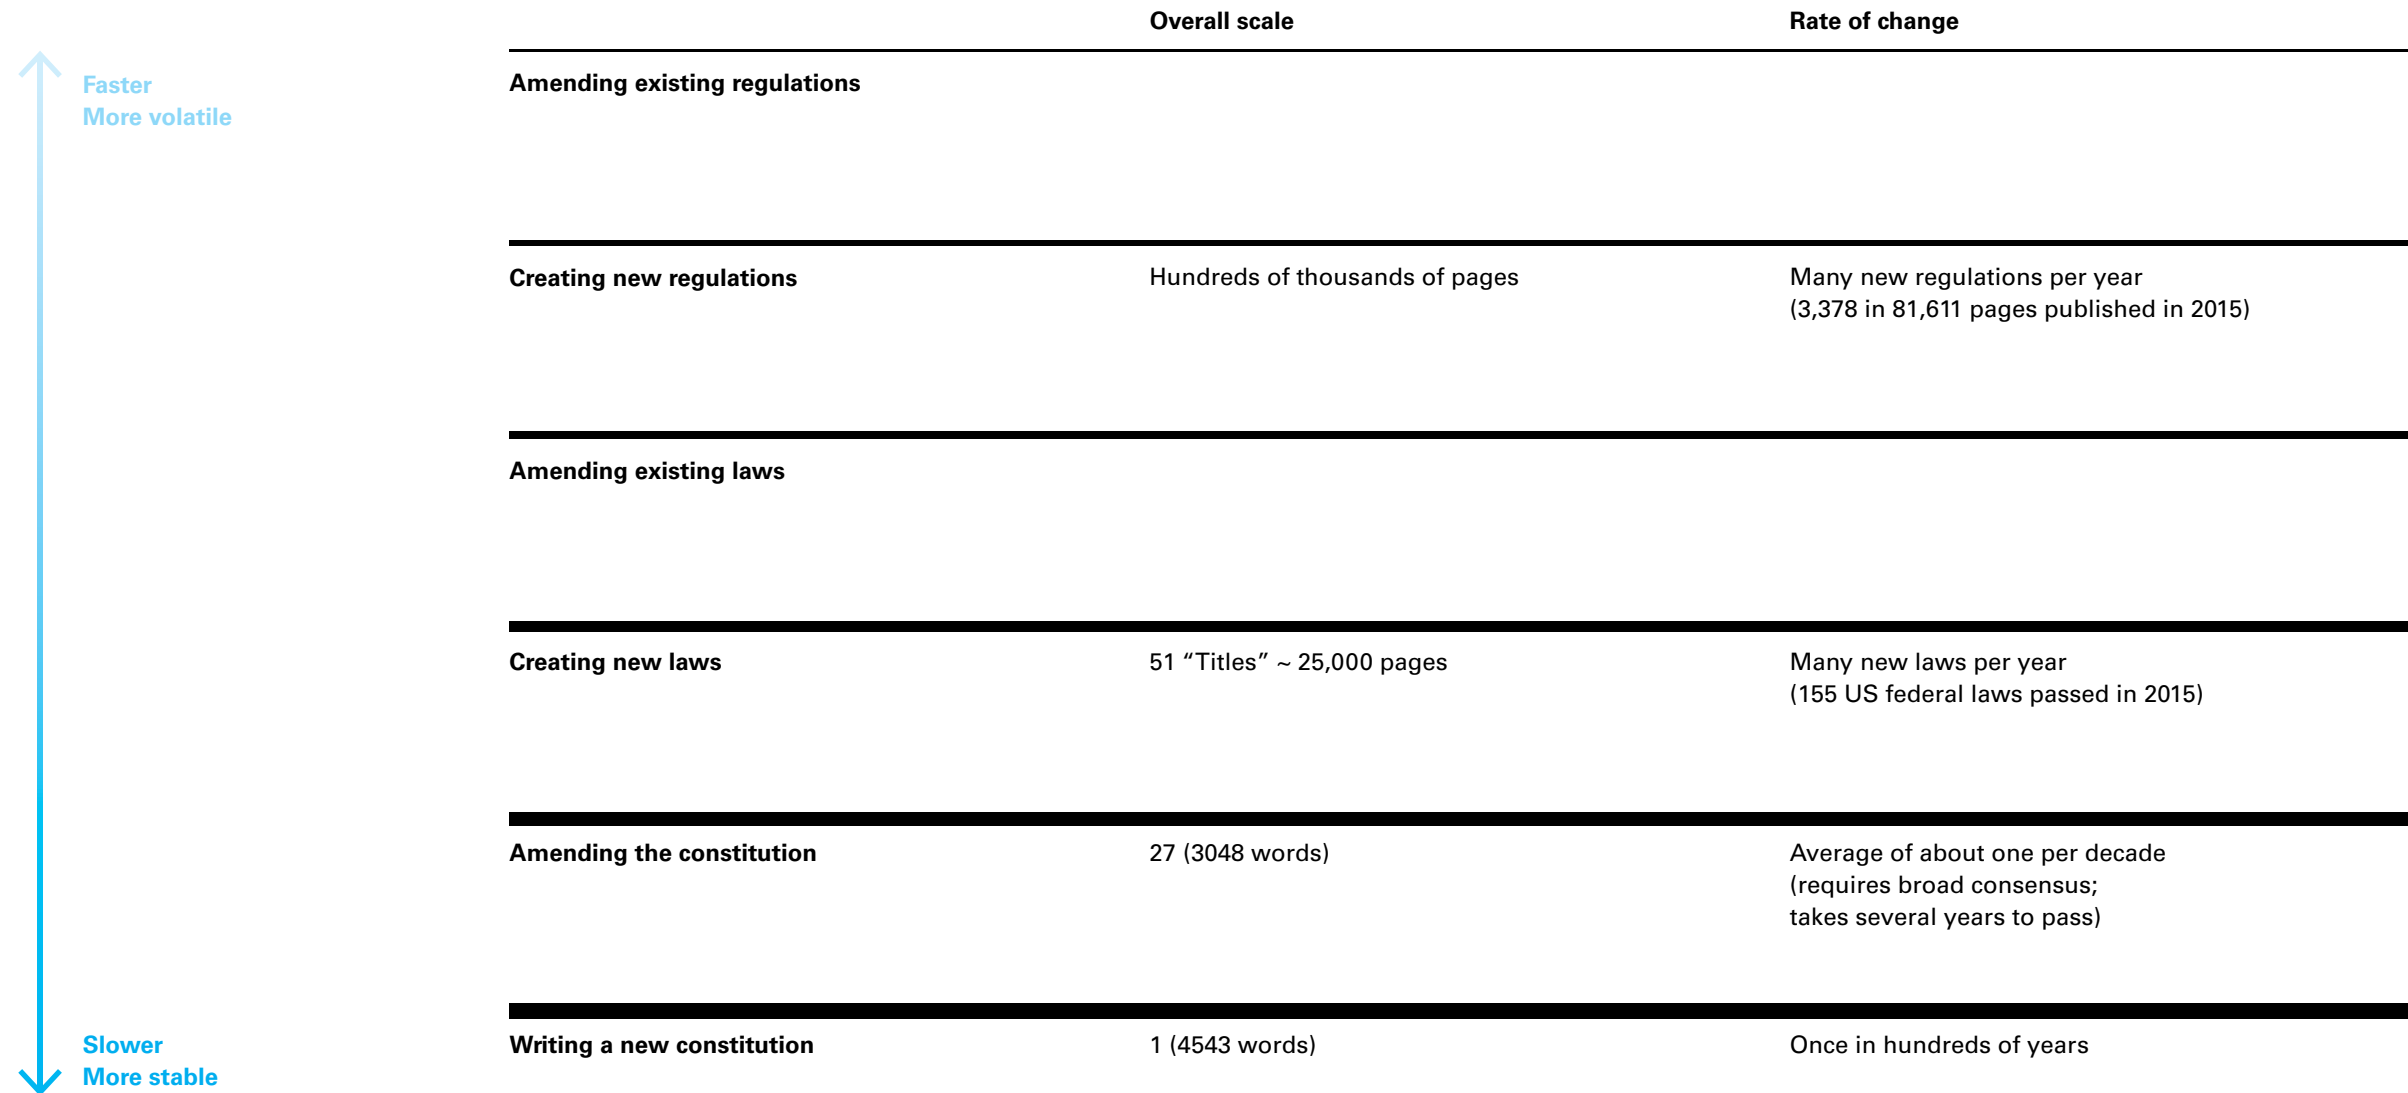 Overall scale
Rate of change
Faster
More volatile
Amending existing regulations
Creating new regulations
Hundreds of thousands of pages
Many new regulations per year
(3,378 in 81,611 pages published in 2015)
Amending existing laws
Creating new laws
51 “Titles” ~ 25,000 pages
Many new laws per year
(155 US federal laws passed in 2015)
Amending the constitution
27 (3048 words)
Average of about one per decade
(requires broad consensus;
takes several years to pass)
Slower
More stable
Writing a new constitution
1 (4543 words)
Once in hundreds of years